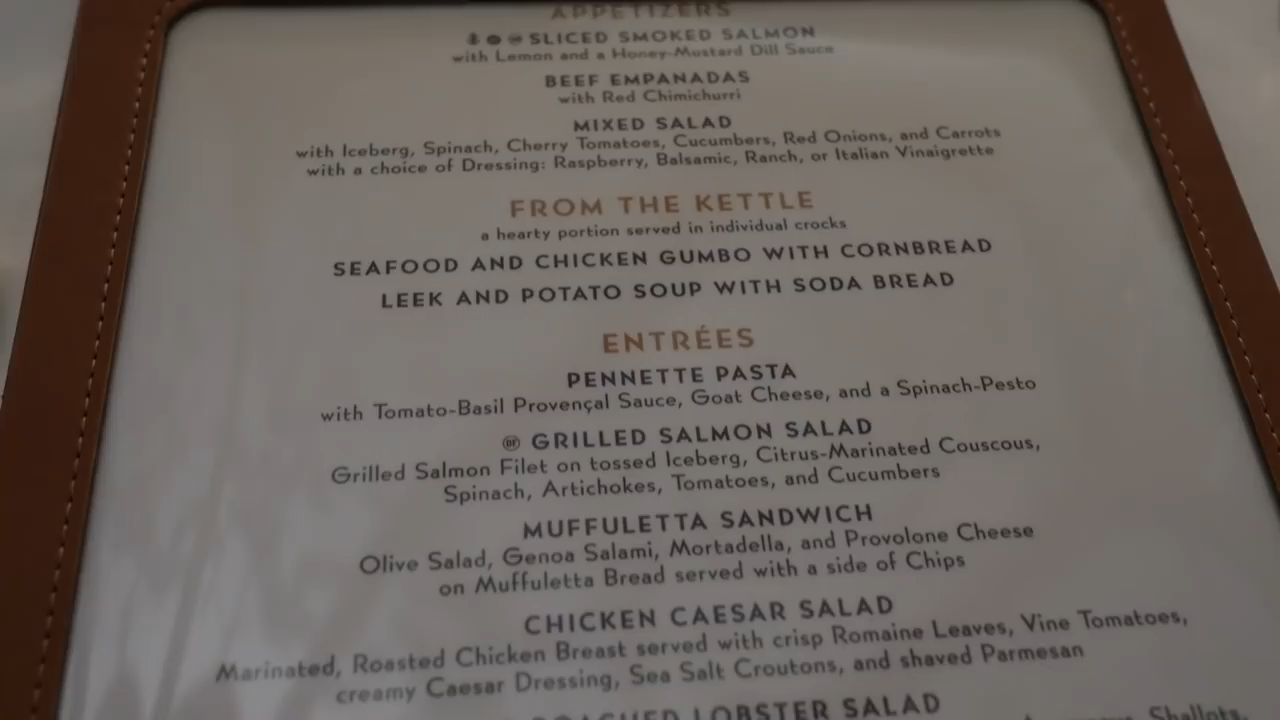 APPETIZERS
SLICED SMOKED SALMON
with Lemon and a Honey-Mustard Dill Sauce
BEEF EMPANADAS
with Red Chimichurri
MIXED SALAD
with Iceberg, Spinach, Cherry Tomatoes, Cucumbers, Red Onions, and Carrots
with a choice of Dressing: Raspberry, Balsamic, Ranch, or Italian Vinaigrette
FROM THE KETTLE
a hearty portion served in individual crocks
SEAFOOD AND CHICKEN GUMBO WITH CORNBREAD
LEEK AND POTATO SOUP WITH SODA BREAD
ENTRÉES
PENNETTE PASTA
with Tomato-Basil Provençal Sauce, Goat Cheese, and a Spinach-Pesto
DF GRILLED SALMON SALAD
Grilled Salmon Filet on tossed Iceberg, Citrus-Marinated Couscous,
Spinach, Artichokes, Tomatoes, and Cucumbers
MUFFULETTA SANDWICH
Olive Salad, Genoa Salami, Mortadella, and Provolone Cheese
on Muffuletta Bread served with a side of Chips
CHICKEN CAESAR SALAD
Marinated, Roasted Chicken Breast served with crisp Romaine Leaves, Vine Tomatoes,
creamy Caesar Dressing, Sea Salt Croutons, and shaved Parmesan
LOBSTER SALAD
Shallots,